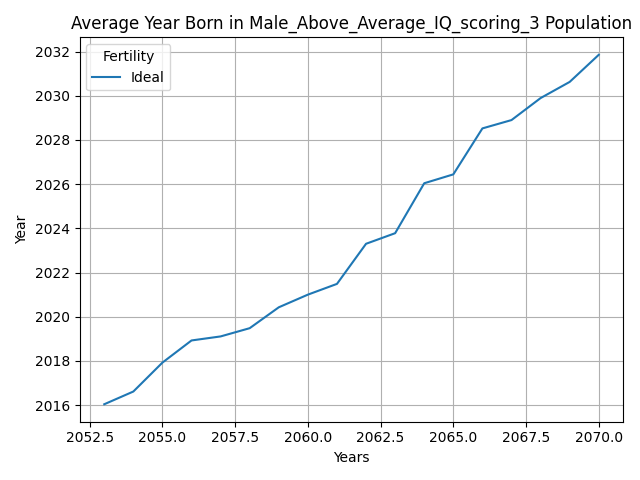 Average Year Born in Male_Above_Average_IQ_scoring_3 Population
Fertility
Ideal
2032
2030
2028
2026
2024
2022
2020
2018
2016
Year
2052.5 2055.0 2057.5 2060.0 2062.5 2065.0 2067.5 2070.0
Years